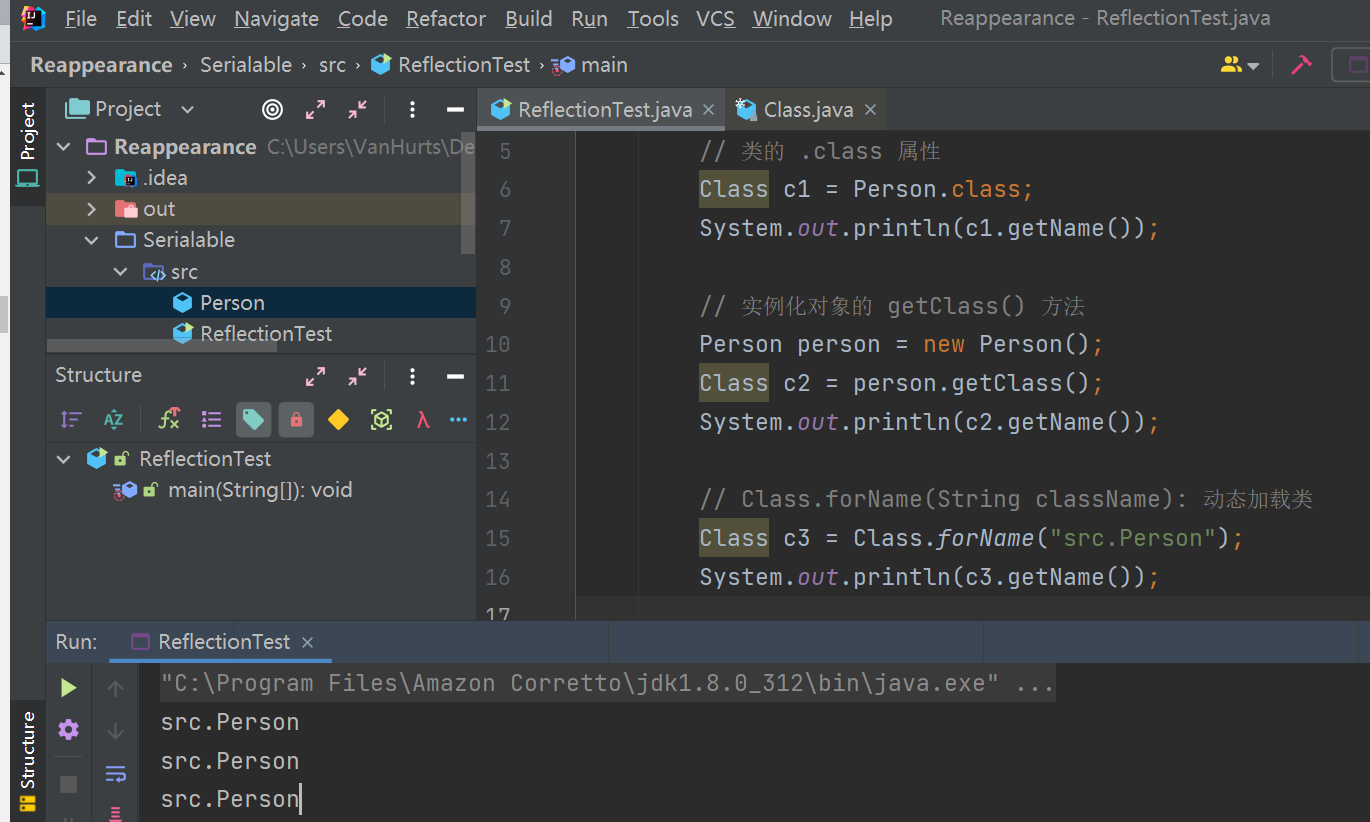 File Edit View Navigate Code Refactor Build Run Tools VCS Window Help Reappearance - ReflectionTest.java
Reappearance › Serialable › src › ReflectionTest › main
Project
Project
ReflectionTest.java
Class.java
Reappearance C:\Users\VanHurts\De
.idea
out
Serialable
src
Person
ReflectionTest
Structure
ReflectionTest
main(String[]): void
5 // 类的 .class 属性
6 Class c1 = Person.class;
7 System.out.println(c1.getName());
8
9 // 实例化对象的 getClass() 方法
10 Person person = new Person();
11 Class c2 = person.getClass();
12 System.out.println(c2.getName());
13
14 // Class.forName(String className): 动态加载类
15 Class c3 = Class.forName("src.Person");
16 System.out.println(c3.getName());
17
Run: ReflectionTest
Structure
"C:\Program Files\Amazon Corretto\jdk1.8.0_312\bin\java.exe" ...
src.Person
src.Person
src.Person